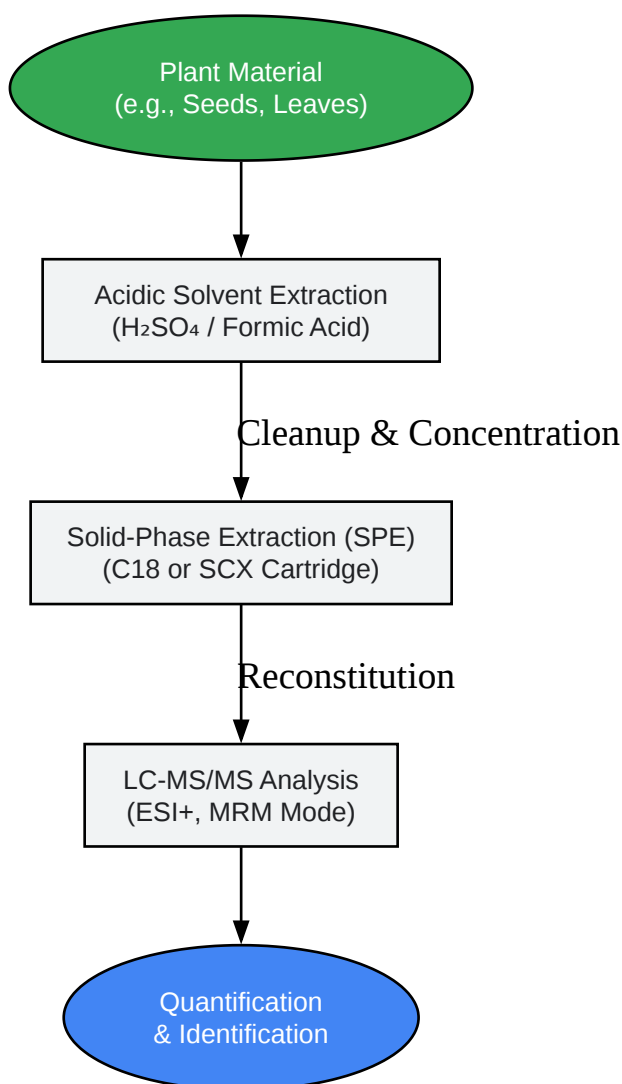 Plant Material
(e.g., Seeds, Leaves)
Acidic Solvent Extraction
(H₂SO₄ / Formic Acid)
Cleanup & Concentration
Solid-Phase Extraction (SPE)
(C18 or SCX Cartridge)
Reconstitution
LC-MS/MS Analysis
(ESI+, MRM Mode)
Quantification
& Identification